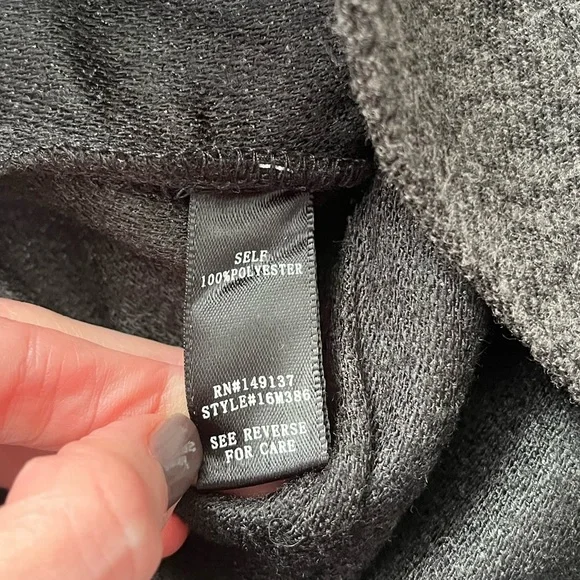 SELF
100%POLYESTER
RN#149137
STYLE#16M386
SEE REVERSE
FOR CARE